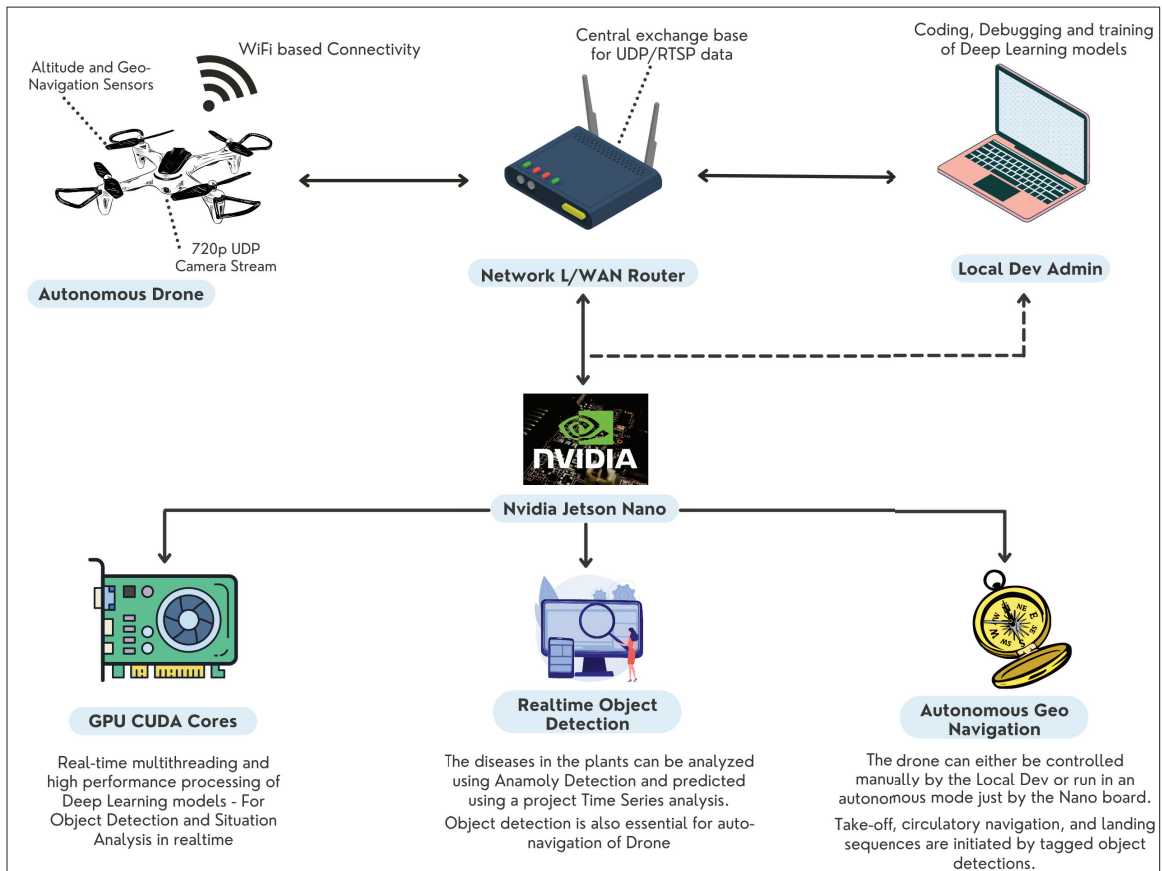 WiFi based Connectivity
Altitude and Geo-
Navigation Sensors
720p UDP
Camera Stream
Autonomous Drone
Central exchange base
for UDP/RTSP data
Network L/WAN Router
Coding, Debugging and training
of Deep Learning models
Local Dev Admin
NVIDIA
Nvidia Jetson Nano
GPU CUDA Cores
Real-time multithreading and
high performance processing of
Deep Learning models - For
Object Detection and Situation
Analysis in realtime
Realtime Object
Detection
The diseases in the plants can be analyzed
using Anamoly Detection and predicted
using a project Time Series analysis.
Object detection is also essential for auto-
navigation of Drone
NE
E
SE
S
SW
W
Autonomous Geo
Navigation
The drone can either be controlled
manually by the Local Dev or run in an
autonomous mode just by the Nano board.
Take-off, circulatory navigation, and landing
sequences are initiated by tagged object
detections.